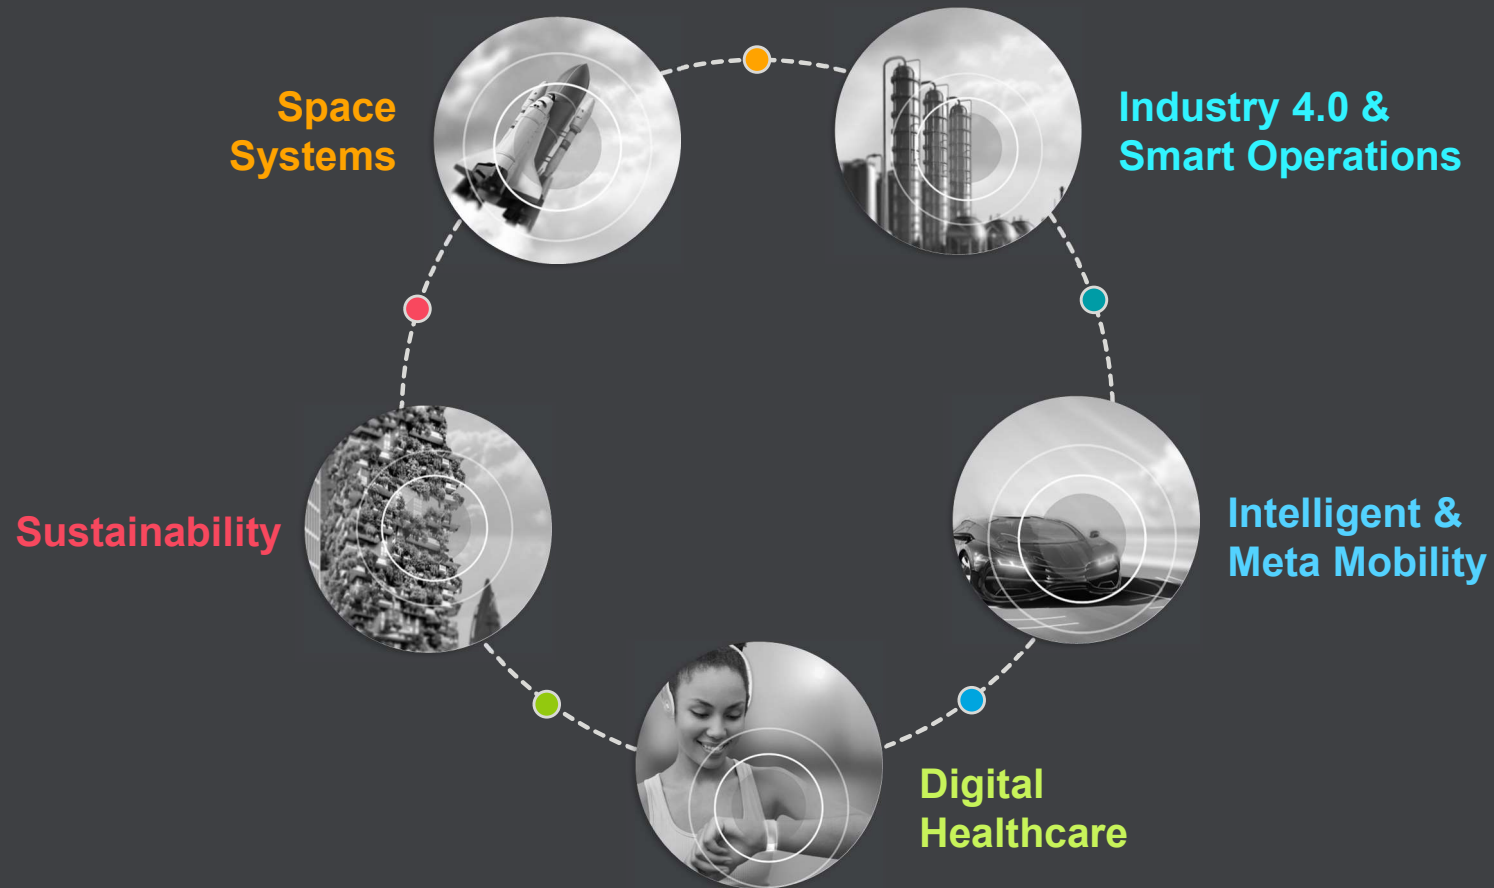 Space
Systems
Industry 4.0 &
Smart Operations
Sustainability
Intelligent &
Meta Mobility
Digital
Healthcare